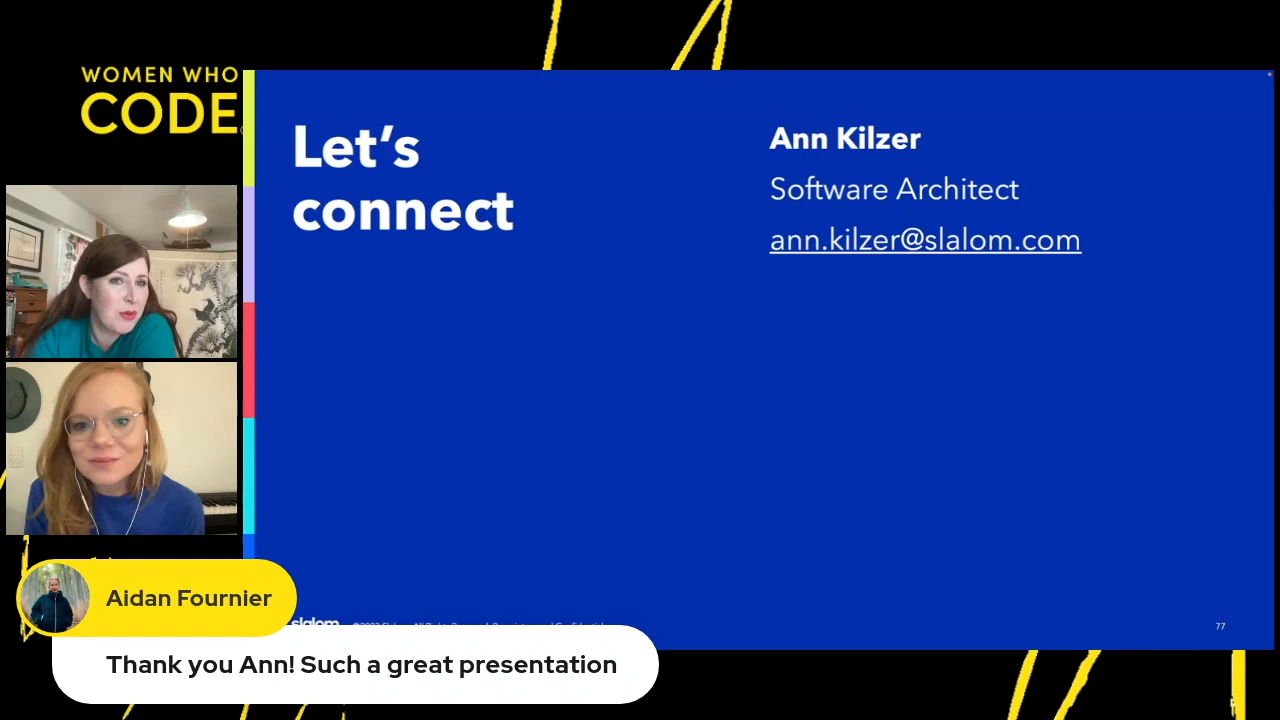 WOMEN WHO
CODE
Let’s
connect
Ann Kilzer
Software Architect
ann.kilzer@slalom.com
Aidan Fournier
slalom
77
Thank you Ann! Such a great presentation